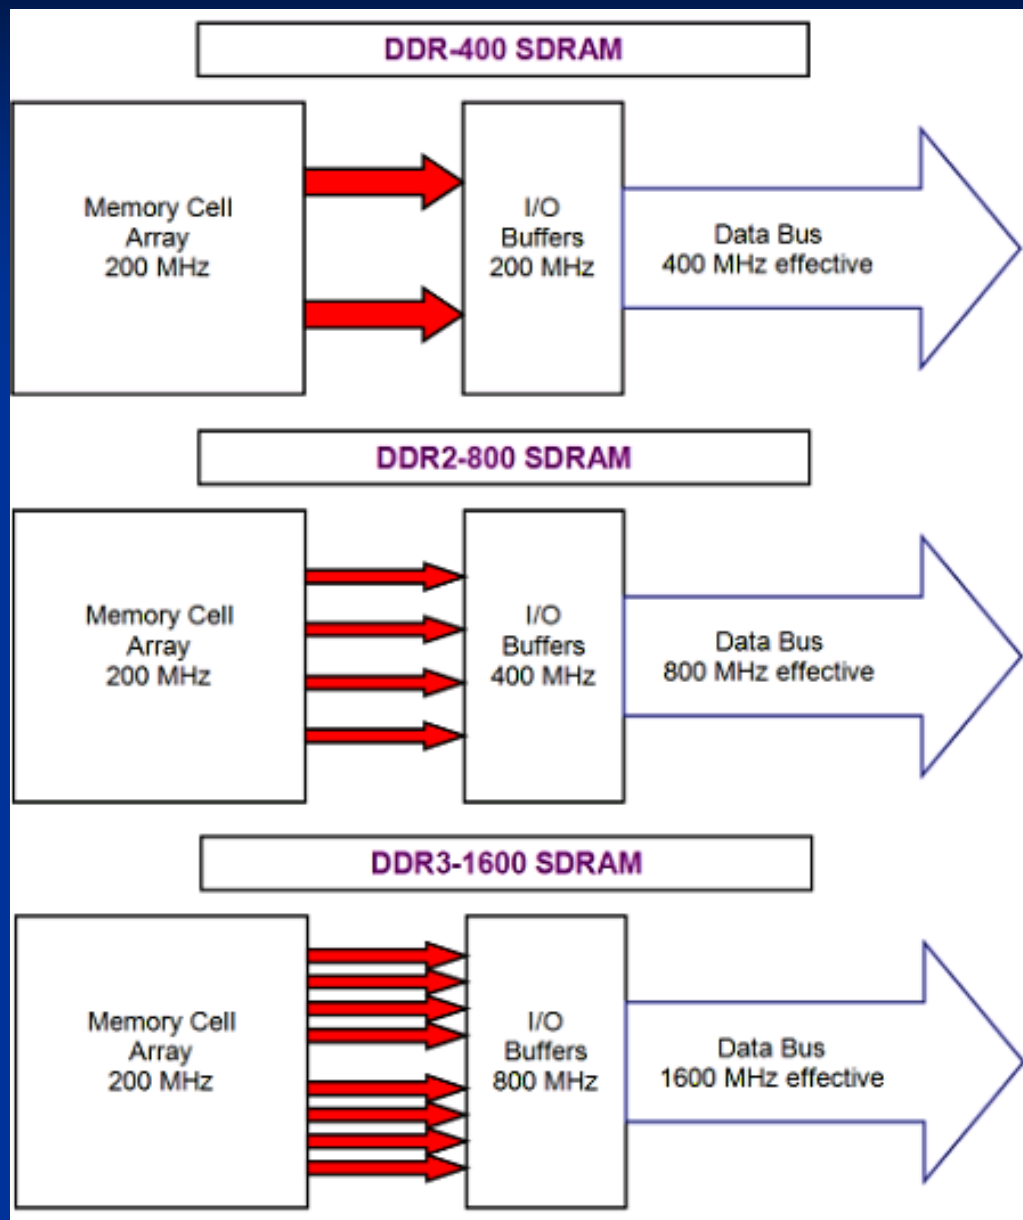 DDR-400 SDRAM
Memory Cell
Array
200 MHz
I/O
Buffers
200 MHz
Data Bus
400 MHz effective
DDR2-800 SDRAM
Memory Cell
Array
200 MHz
I/O
Buffers
400 MHz
Data Bus
800 MHz effective
DDR3-1600 SDRAM
Memory Cell
Array
200 MHz
I/O
Buffers
800 MHz
Data Bus
1600 MHz effective